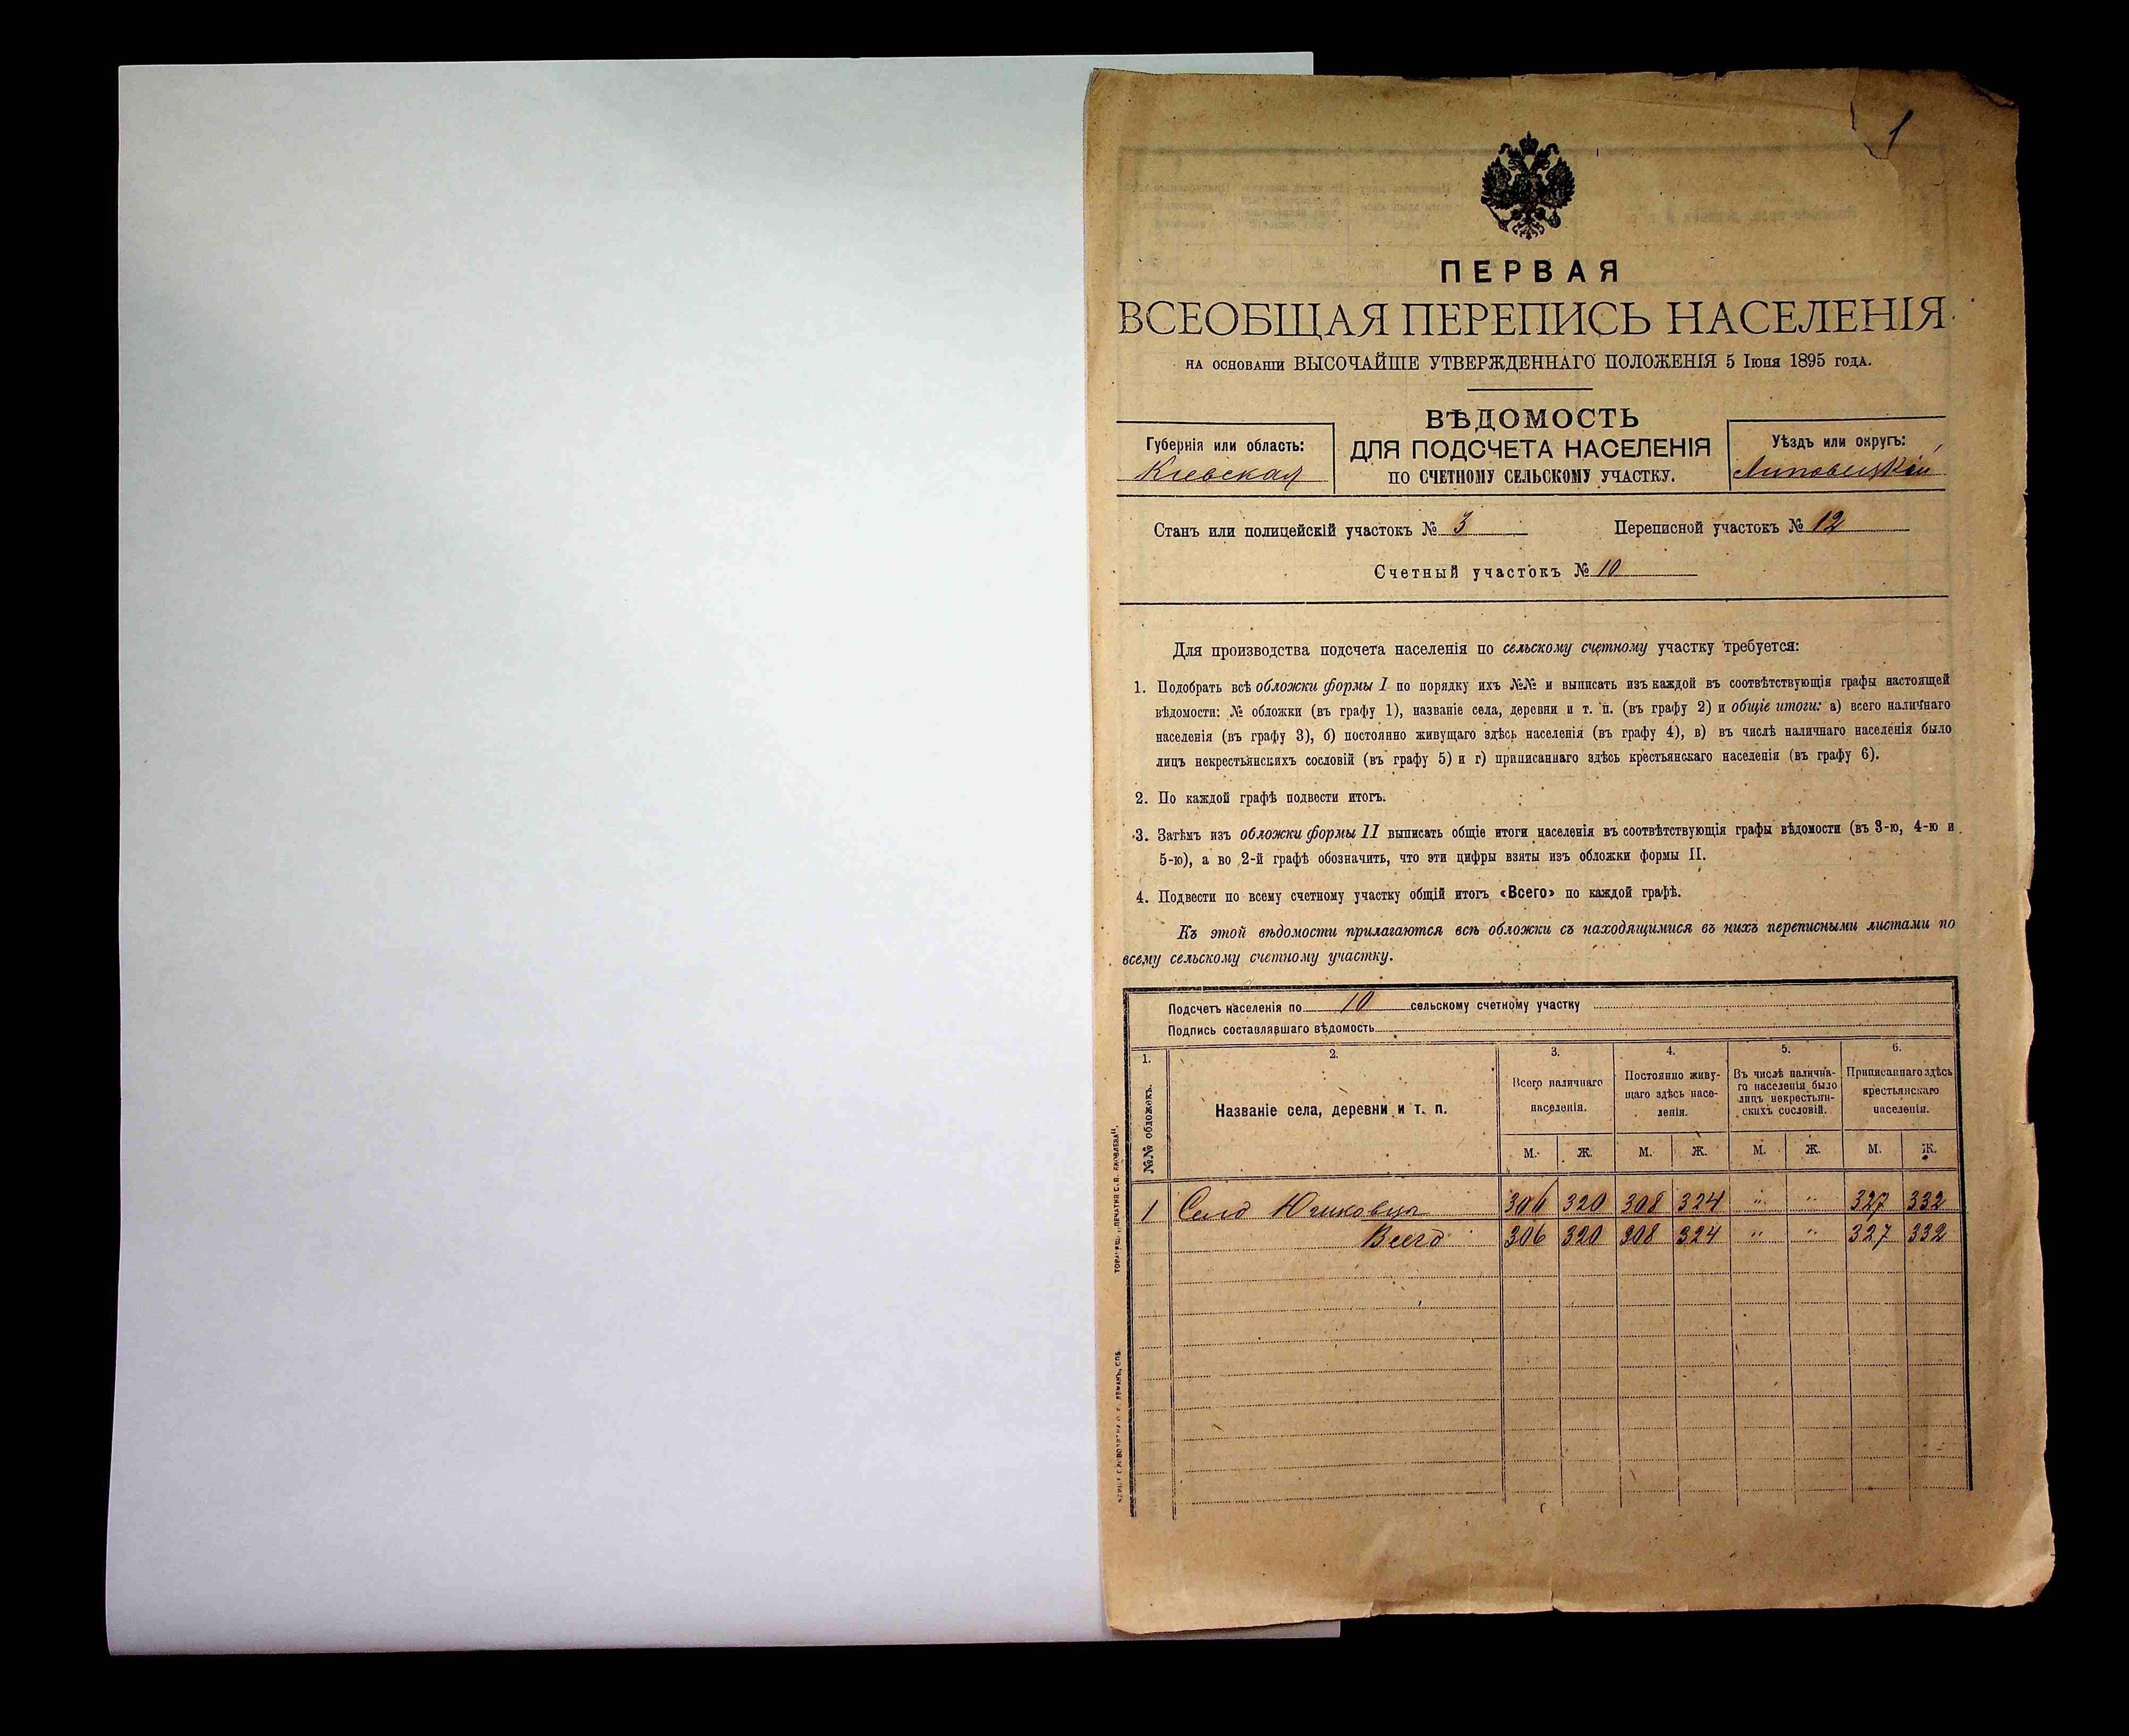 1
ПЕРВАЯ
ВСЕОБЩАЯ ПЕРЕПИСЬ НАСЕЛЕНІЯ
НА ОСНОВАНІИ ВЫСОЧАЙШЕ УТВЕРЖДЕННАГО ПОЛОЖЕНІЯ 5 Іюня 1895 ГОДА.
ВѢДОМОСТЬ
ДЛЯ ПОДСЧЕТА НАСЕЛЕНІЯ
ПО СЧЕТНОМУ СЕЛЬСКОМУ УЧАСТКУ.
Губернія или область:
Кіевская
Уѣздъ или округъ:
Липовецкій
Станъ или полицейскій участокъ № 3 Переписной участокъ № 12
Счетный участокъ № 10
Для производства подсчета населенія по сельскому счетному участку требуется:
1. Подобрать всѣ обложки формы I по порядку ихъ №№ и выписать изъ каждой въ соотвѣтствующія графы настоящей
вѣдомости: № обложки (въ графу 1), названіе села, деревни и т. п. (въ графу 2) и общіе итоги: а) всего наличнаго
населенія (въ графу 3), б) постоянно живущаго здѣсь населенія (въ графу 4), в) въ числѣ наличнаго населенія было
лицъ некрестьянскихъ сословій (въ графу 5) и г) приписаннаго здѣсь крестьянскаго населенія (въ графу 6).
2. По каждой графѣ подвести итогъ.
3. Затѣмъ изъ обложки формы II выписать общіе итоги населенія въ соотвѣтствующія графы вѣдомости (въ 3-ю, 4-ю и
5-ю), а во 2-й графѣ обозначить, что эти цифры взяты изъ обложки формы II.
4. Подвести по всему счетному участку общій итогъ «Всего» по каждой графѣ.
Къ этой вѣдомости прилагаются всѣ обложки съ находящимися въ нихъ переписными листами по
всему сельскому счетному участку.
Подсчетъ населенія по 10 сельскому счетному участку
Подпись составлявшаго вѣдомость
1. 2. 3. 4. 5. 6.
№№ обложекъ.
Названіе села, деревни и т. п.
Всего наличнаго
населенія.
Постоянно живу-
щаго здѣсь насе-
ленія.
Въ числѣ налична-
го населенія было
лицъ некрестьян-
скихъ сословій.
Приписаннаго здѣсь
крестьянскаго
населенія.
М. Ж. М. Ж. М. Ж. М. Ж.
1 Село Юшковцы 306 320 308 324 " " 327 332
Всего 306 320 308 324 " " 327 332